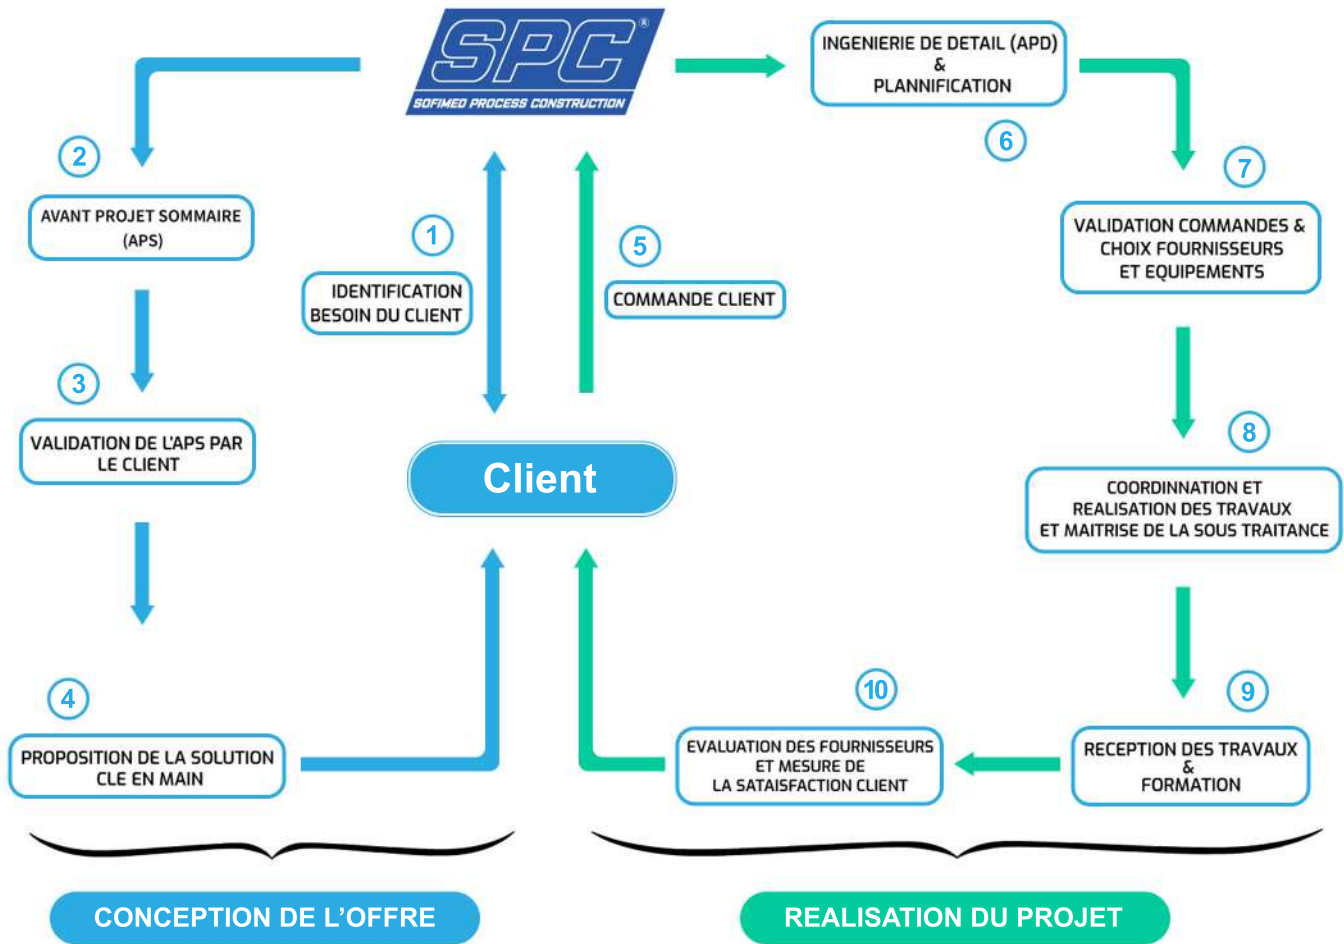 SPC®
SOFIMED PROCESS CONSTRUCTION
1
IDENTIFICATION
BESOIN DU CLIENT
2
AVANT PROJET SOMMAIRE
(APS)
3
VALIDATION DE L'APS PAR
LE CLIENT
4
PROPOSITION DE LA SOLUTION
CLE EN MAIN
Client
5
COMMANDE CLIENT
INGENIERIE DE DETAIL (APD)
&
PLANNIFICATION
6
7
VALIDATION COMMANDES &
CHOIX FOURNISSEURS
ET EQUIPEMENTS
8
COORDINNATION ET
REALISATION DES TRAVAUX
ET MAITRISE DE LA SOUS TRAITANCE
9
RECEPTION DES TRAVAUX
&
FORMATION
10
EVALUATION DES FOURNISSEURS
ET MESURE DE
LA SATAISFACTION CLIENT
CONCEPTION DE L’OFFRE
REALISATION DU PROJET